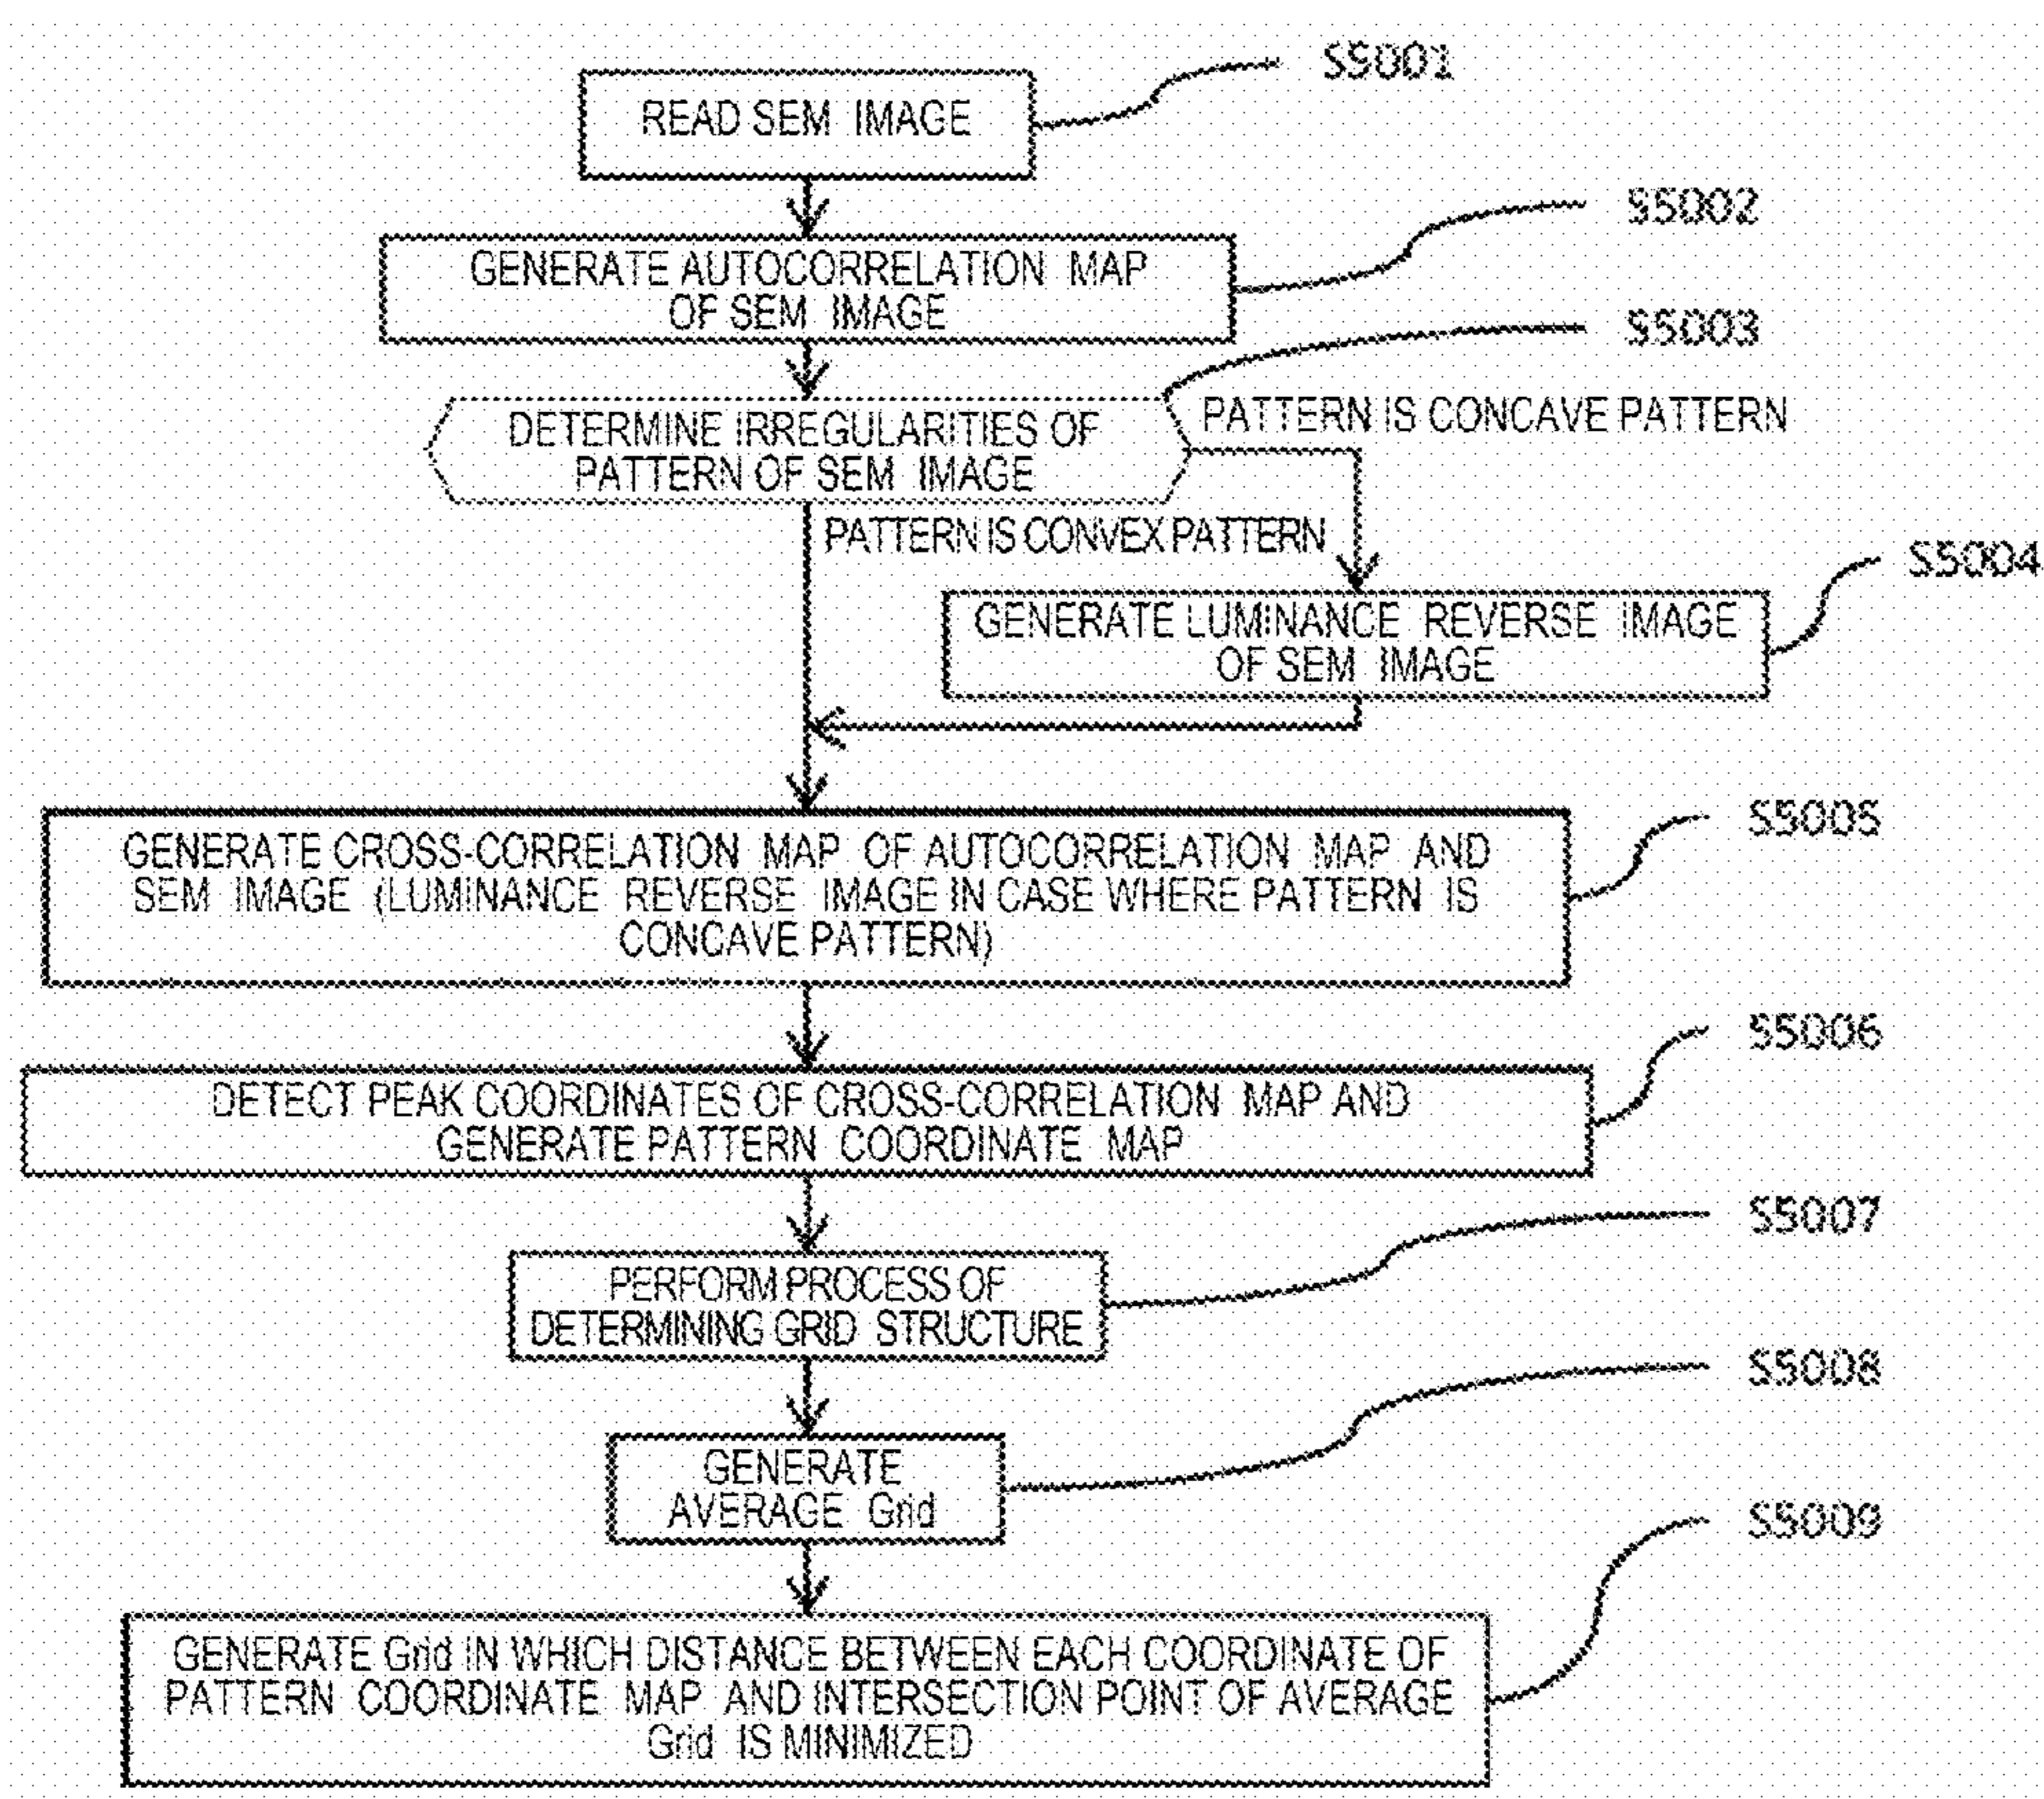 S5001
READ SEM IMAGE
S5002
GENERATE AUTOCORRELATION MAP
OF SEM IMAGE
S5003
DETERMINE IRREGULARITIES OF
PATTERN OF SEM IMAGE
PATTERN IS CONCAVE PATTERN
PATTERN IS CONVEX PATTERN
S5004
GENERATE LUMINANCE REVERSE IMAGE
OF SEM IMAGE
S5005
GENERATE CROSS-CORRELATION MAP OF AUTOCORRELATION MAP AND
SEM IMAGE (LUMINANCE REVERSE IMAGE IN CASE WHERE PATTERN IS
CONCAVE PATTERN)
S5006
DETECT PEAK COORDINATES OF CROSS-CORRELATION MAP AND
GENERATE PATTERN COORDINATE MAP
S5007
PERFORM PROCESS OF
DETERMINING GRID STRUCTURE
S5008
GENERATE
AVERAGE Grid
S5009
GENERATE Grid IN WHICH DISTANCE BETWEEN EACH COORDINATE OF
PATTERN COORDINATE MAP AND INTERSECTION POINT OF AVERAGE
Grid IS MINIMIZED